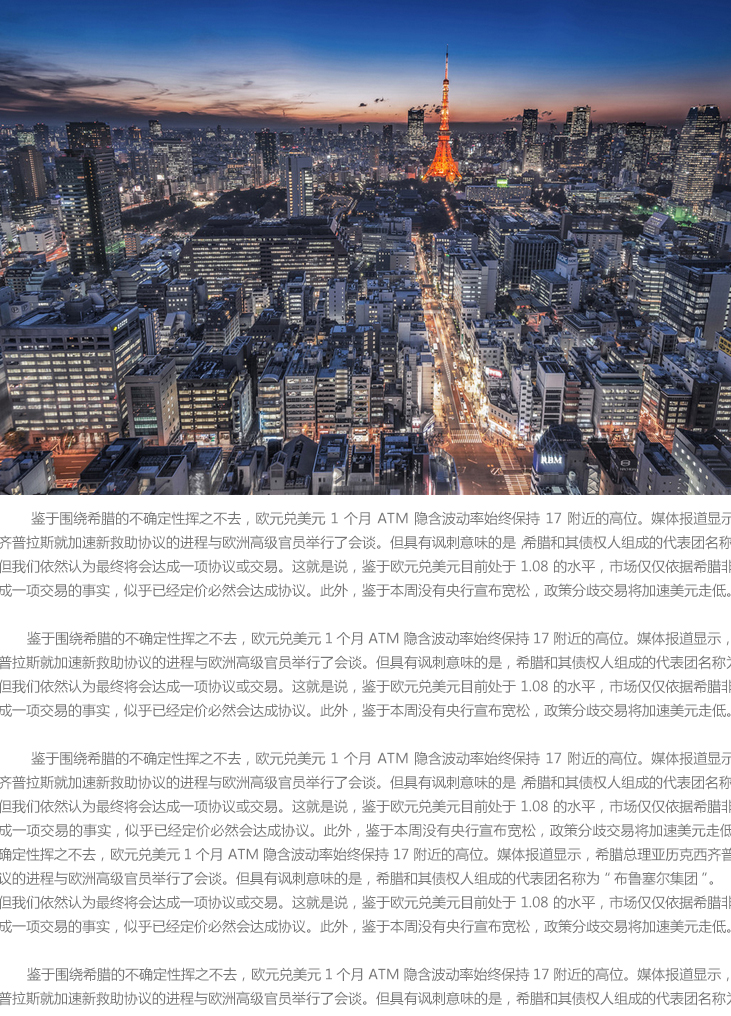 RBM
鉴于围绕希腊的不确定性挥之不去，欧元兑美元 1 个月 ATM 隐含波动率始终保持 17 附近的高位。媒体报道显示
齐普拉斯就加速新救助协议的进程与欧洲高级官员举行了会谈。但具有讽刺意味的是 ,希腊和其债权人组成的代表团名称
但我们依然认为最终将会达成一项协议或交易。这就是说，鉴于欧元兑美元目前处于 1.08 的水平，市场仅仅依据希腊非
成一项交易的事实，似乎已经定价必然会达成协议。此外，鉴于本周没有央行宣布宽松，政策分歧交易将加速美元走低。
鉴于围绕希腊的不确定性挥之不去，欧元兑美元 1 个月 ATM 隐含波动率始终保持 17 附近的高位。媒体报道显示，
普拉斯就加速新救助协议的进程与欧洲高级官员举行了会谈。但具有讽刺意味的是，希腊和其债权人组成的代表团名称为
但我们依然认为最终将会达成一项协议或交易。这就是说，鉴于欧元兑美元目前处于 1.08 的水平，市场仅仅依据希腊非
成一项交易的事实，似乎已经定价必然会达成协议。此外，鉴于本周没有央行宣布宽松，政策分歧交易将加速美元走低。
鉴于围绕希腊的不确定性挥之不去，欧元兑美元 1 个月 ATM 隐含波动率始终保持 17 附近的高位。媒体报道显示
齐普拉斯就加速新救助协议的进程与欧洲高级官员举行了会谈。但具有讽刺意味的是 ,希腊和其债权人组成的代表团名称
但我们依然认为最终将会达成一项协议或交易。这就是说，鉴于欧元兑美元目前处于 1.08 的水平，市场仅仅依据希腊非
成一项交易的事实，似乎已经定价必然会达成协议。此外，鉴于本周没有央行宣布宽松，政策分歧交易将加速美元走低
确定性挥之不去，欧元兑美元 1 个月 ATM 隐含波动率始终保持 17 附近的高位。媒体报道显示，希腊总理亚历克西齐普
议的进程与欧洲高级官员举行了会谈。但具有讽刺意味的是，希腊和其债权人组成的代表团名称为 “ 布鲁塞尔集团 “。
但我们依然认为最终将会达成一项协议或交易。这就是说，鉴于欧元兑美元目前处于 1.08 的水平，市场仅仅依据希腊非
成一项交易的事实，似乎已经定价必然会达成协议。此外，鉴于本周没有央行宣布宽松，政策分歧交易将加速美元走低。
鉴于围绕希腊的不确定性挥之不去，欧元兑美元 1 个月 ATM 隐含波动率始终保持 17 附近的高位。媒体报道显示，
普拉斯就加速新救助协议的进程与欧洲高级官员举行了会谈。但具有讽刺意味的是，希腊和其债权人组成的代表团名称为